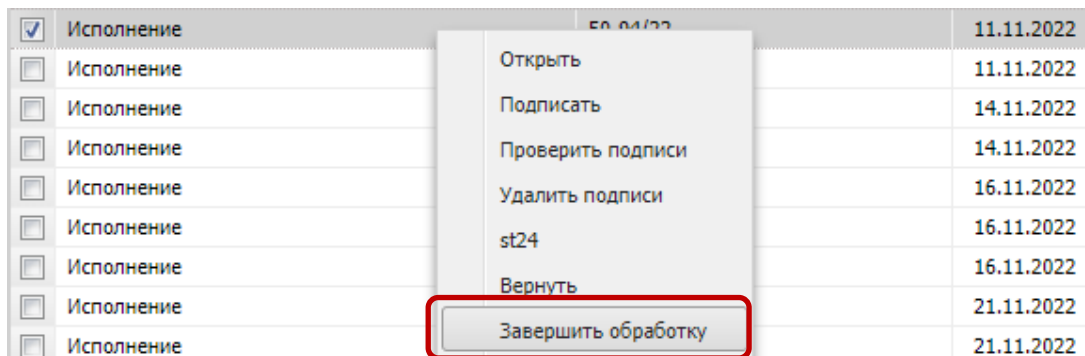 Исполнение 11.11.2022
Исполнение 11.11.2022
Исполнение 14.11.2022
Исполнение 14.11.2022
Исполнение 16.11.2022
Исполнение 16.11.2022
Исполнение 16.11.2022
Исполнение 21.11.2022
Исполнение 21.11.2022
Открыть
Подписать
Проверить подписи
Удалить подписи
st24
Вернуть
Завершить обработку